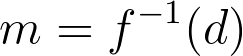 m = f⁻¹(d)